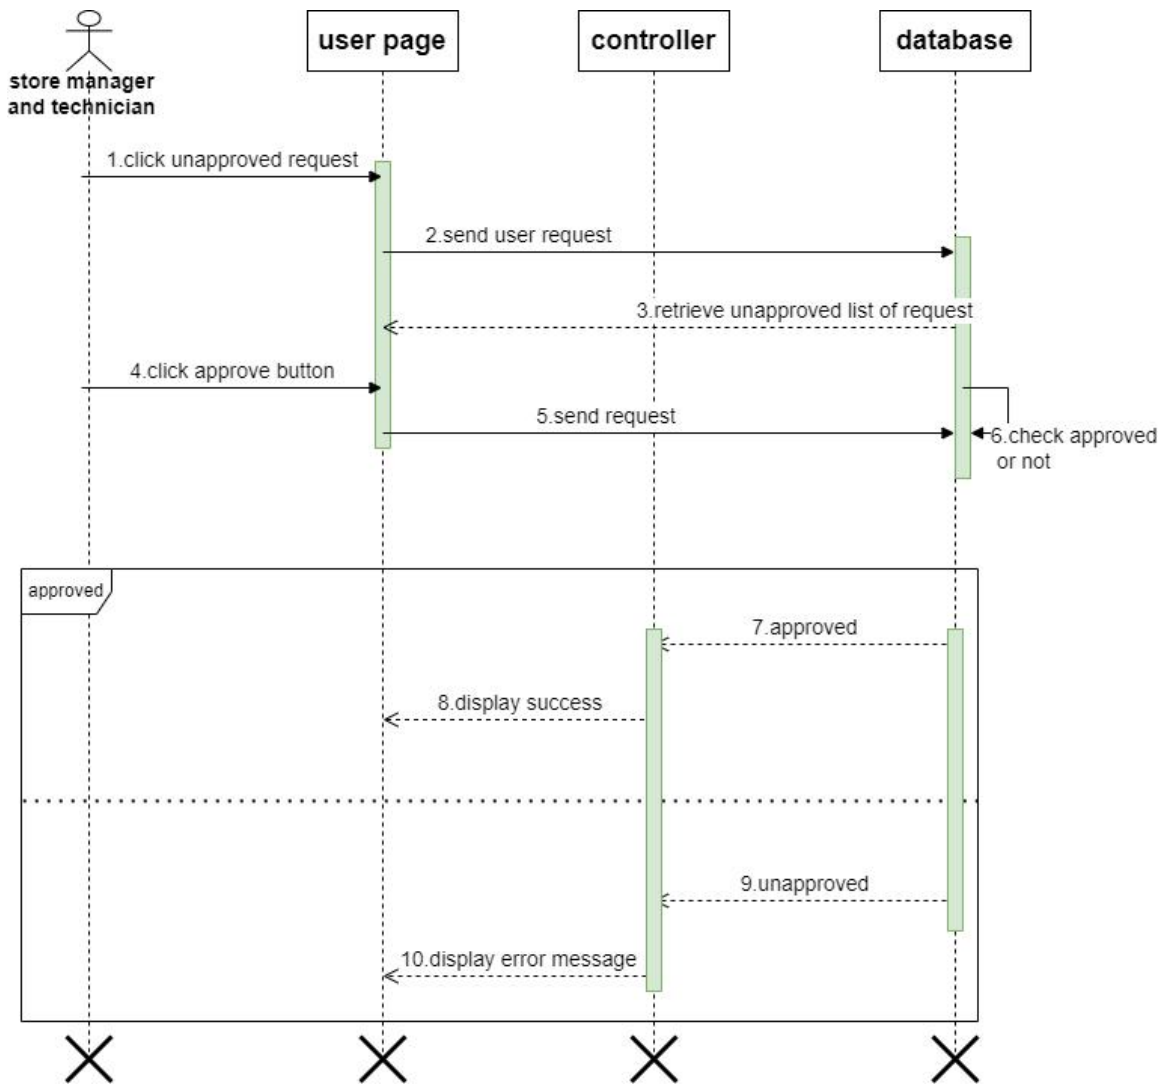 store manager
and technician
user page
controller
database
1.click unapproved request
2.send user request
3.retrieve unapproved list of request
4.click approve button
5.send request
6.check approved
or not
approved
7.approved
8.display success
9.unapproved
10.display error message